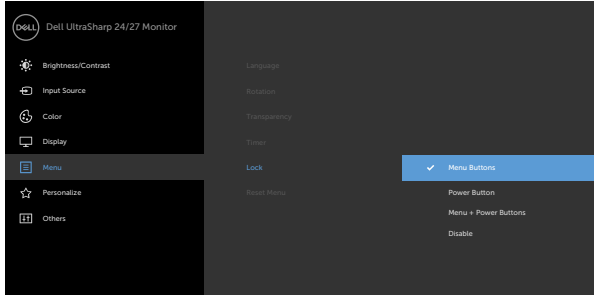 DELL Dell UltraSharp 24/27 Monitor
Brightness/Contrast
Input Source
Color
Display
Menu
Personalize
Others
Language
Rotation
Transparency
Timer
Lock
Reset Menu
Menu Buttons
Power Button
Menu + Power Buttons
Disable